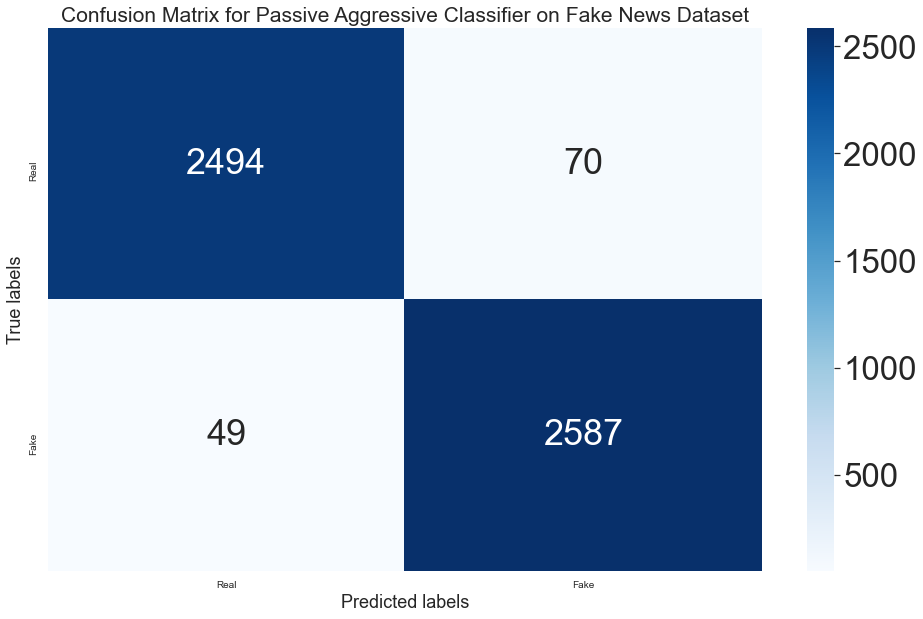 Confusion Matrix for Passive Aggressive Classifier on Fake News Dataset
2500
2000
1500
1000
500
True labels
Real
Fake
2494 70
49 2587
Real Fake
Predicted labels